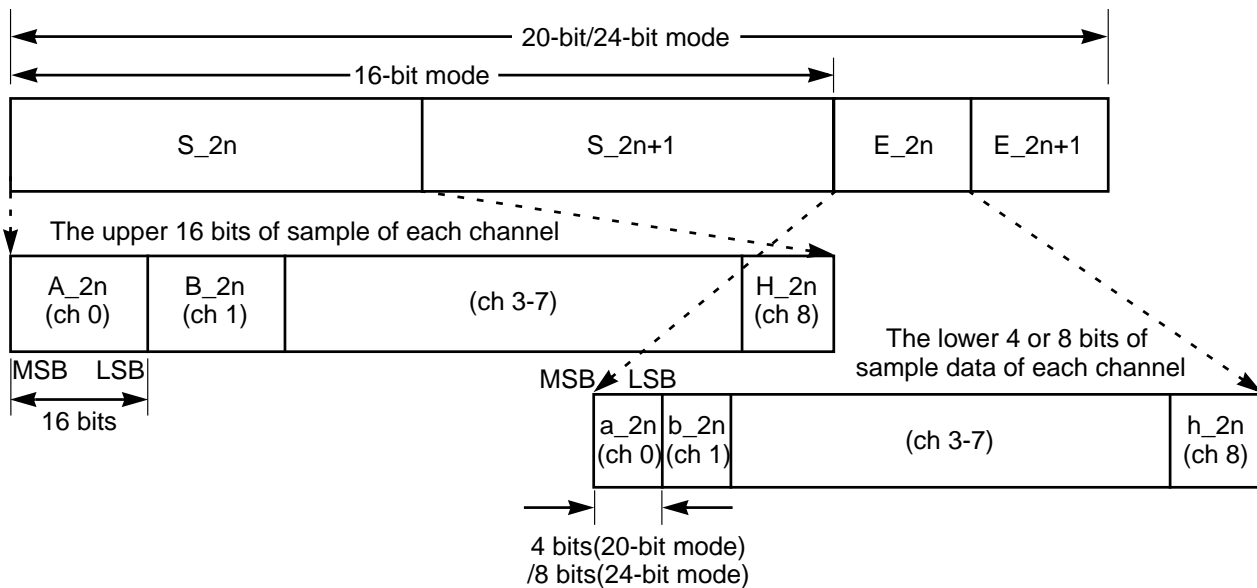 20-bit/24-bit mode
16-bit mode
S_2n
S_2n+1
E_2n
E_2n+1
The upper 16 bits of sample of each channel
A_2n
(ch 0)
B_2n
(ch 1)
(ch 3-7)
H_2n
(ch 8)
MSB
LSB
16 bits
The lower 4 or 8 bits of
sample data of each channel
MSB
LSB
a_2n
(ch 0)
b_2n
(ch 1)
(ch 3-7)
h_2n
(ch 8)
4 bits(20-bit mode)
/8 bits(24-bit mode)